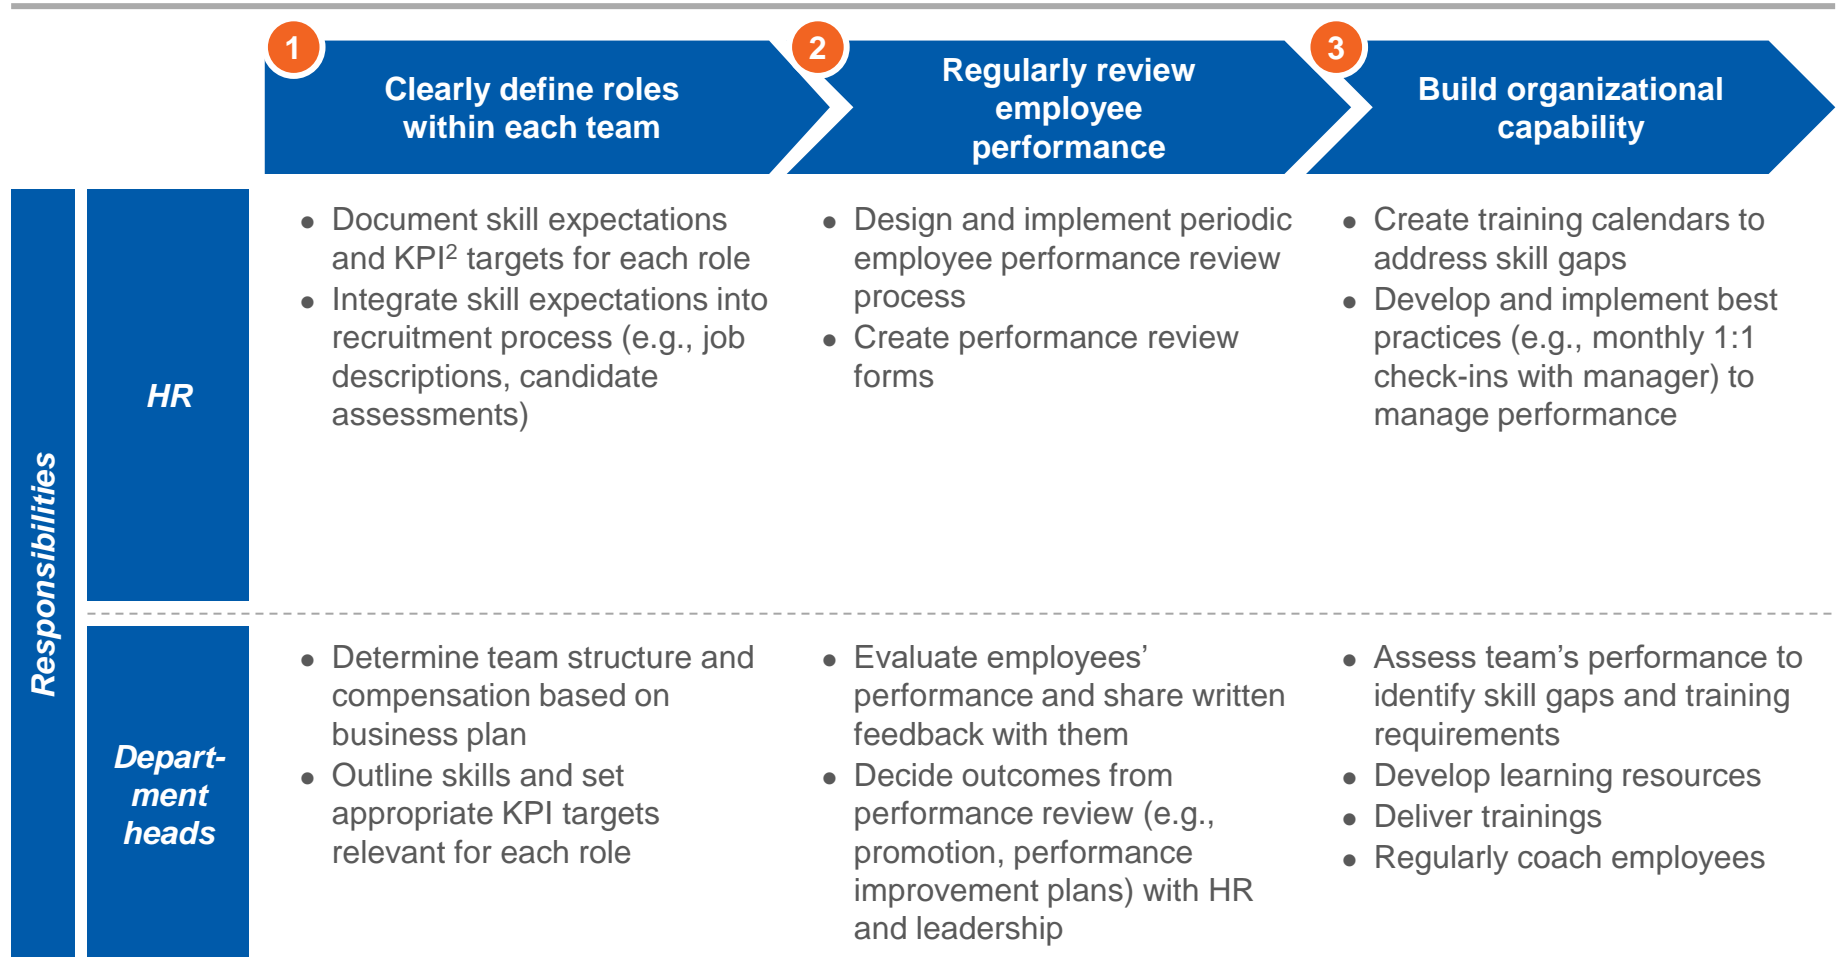 1
Clearly define roles
within each team
2
Regularly review
employee
performance
3
Build organizational
capability
Responsibilities
HR
● Document skill expectations
and KPI² targets for each role
● Integrate skill expectations into
recruitment process (e.g., job
descriptions, candidate
assessments)
● Design and implement periodic
employee performance review
process
● Create performance review
forms
● Create training calendars to
address skill gaps
● Develop and implement best
practices (e.g., monthly 1:1
check-ins with manager) to
manage performance
Depart-
ment
heads
● Determine team structure and
compensation based on
business plan
● Outline skills and set
appropriate KPI targets
relevant for each role
● Evaluate employees’
performance and share written
feedback with them
● Decide outcomes from
performance review (e.g.,
promotion, performance
improvement plans) with HR
and leadership
● Assess team’s performance to
identify skill gaps and training
requirements
● Develop learning resources
● Deliver trainings
● Regularly coach employees